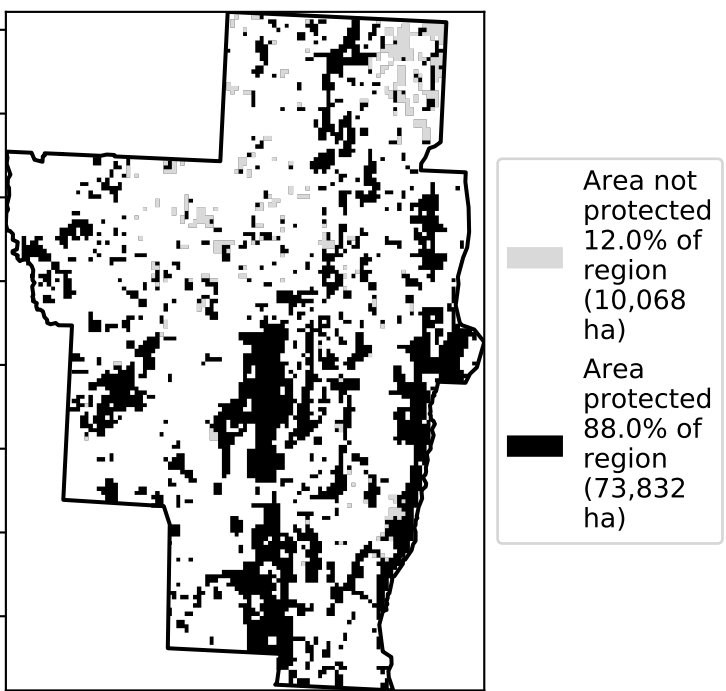 Area not
protected
12.0% of
region
(10,068
ha)
Area
protected
88.0% of
region
(73,832
ha)